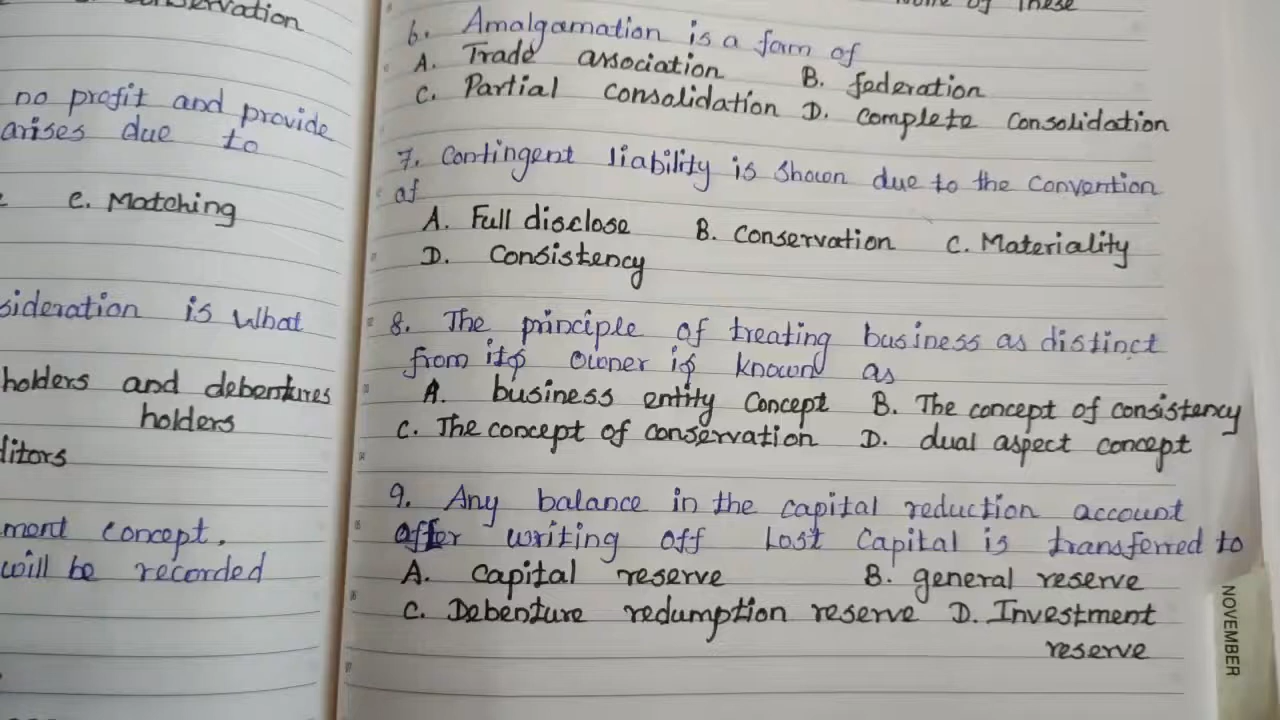 no profit and provide
arises due to
e. Matching
sideration is what
holders and debentures
holders
ditors
ment concept.
will be recorded
None of These
6. Amalgamation is a form of
A. Trade association B. foderation
C. Partial consolidation D. complete consolidation
7. Contingent liability is shown due to the convention
of
A. Full disclose B. conservation C. Materiality
D. Consistency
8. The principle of treating business as distinct
from its owner is known as
A. business entity Concept B. The concept of consistency
C. The concept of conservation D. dual aspect concept
9. Any balance in the capital reduction account
after writing off Lost Capital is transferred to
A. capital reserve B. general reserve
C. Debenture redumption reserve D. Investment
reserve
NOVEMBER